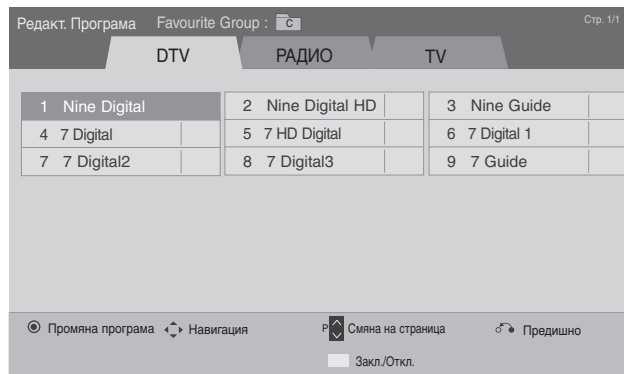 Редакт. Програма Favourite Group : C Стр. 1/1
DTV РАДИО TV
1 Nine Digital 2 Nine Digital HD 3 Nine Guide
4 7 Digital 5 7 HD Digital 6 7 Digital 1
7 7 Digital2 8 7 Digital3 9 7 Guide
Промяна програма Навигация P Смяна на страница Предишно
Закл./Откл.